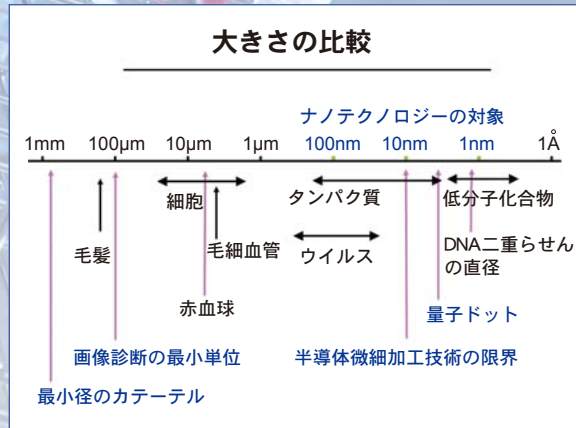 大きさの比較
ナノテクノロジーの対象
1mm 100μm 10μm 1μm 100nm 10nm 1nm 1Å
細胞 タンパク質 低分子化合物
毛髪 毛細血管 ウイルス DNA二重らせん
の直径
赤血球 量子ドット
画像診断の最小単位 半導体微細加工技術の限界
最小径のカテーテル